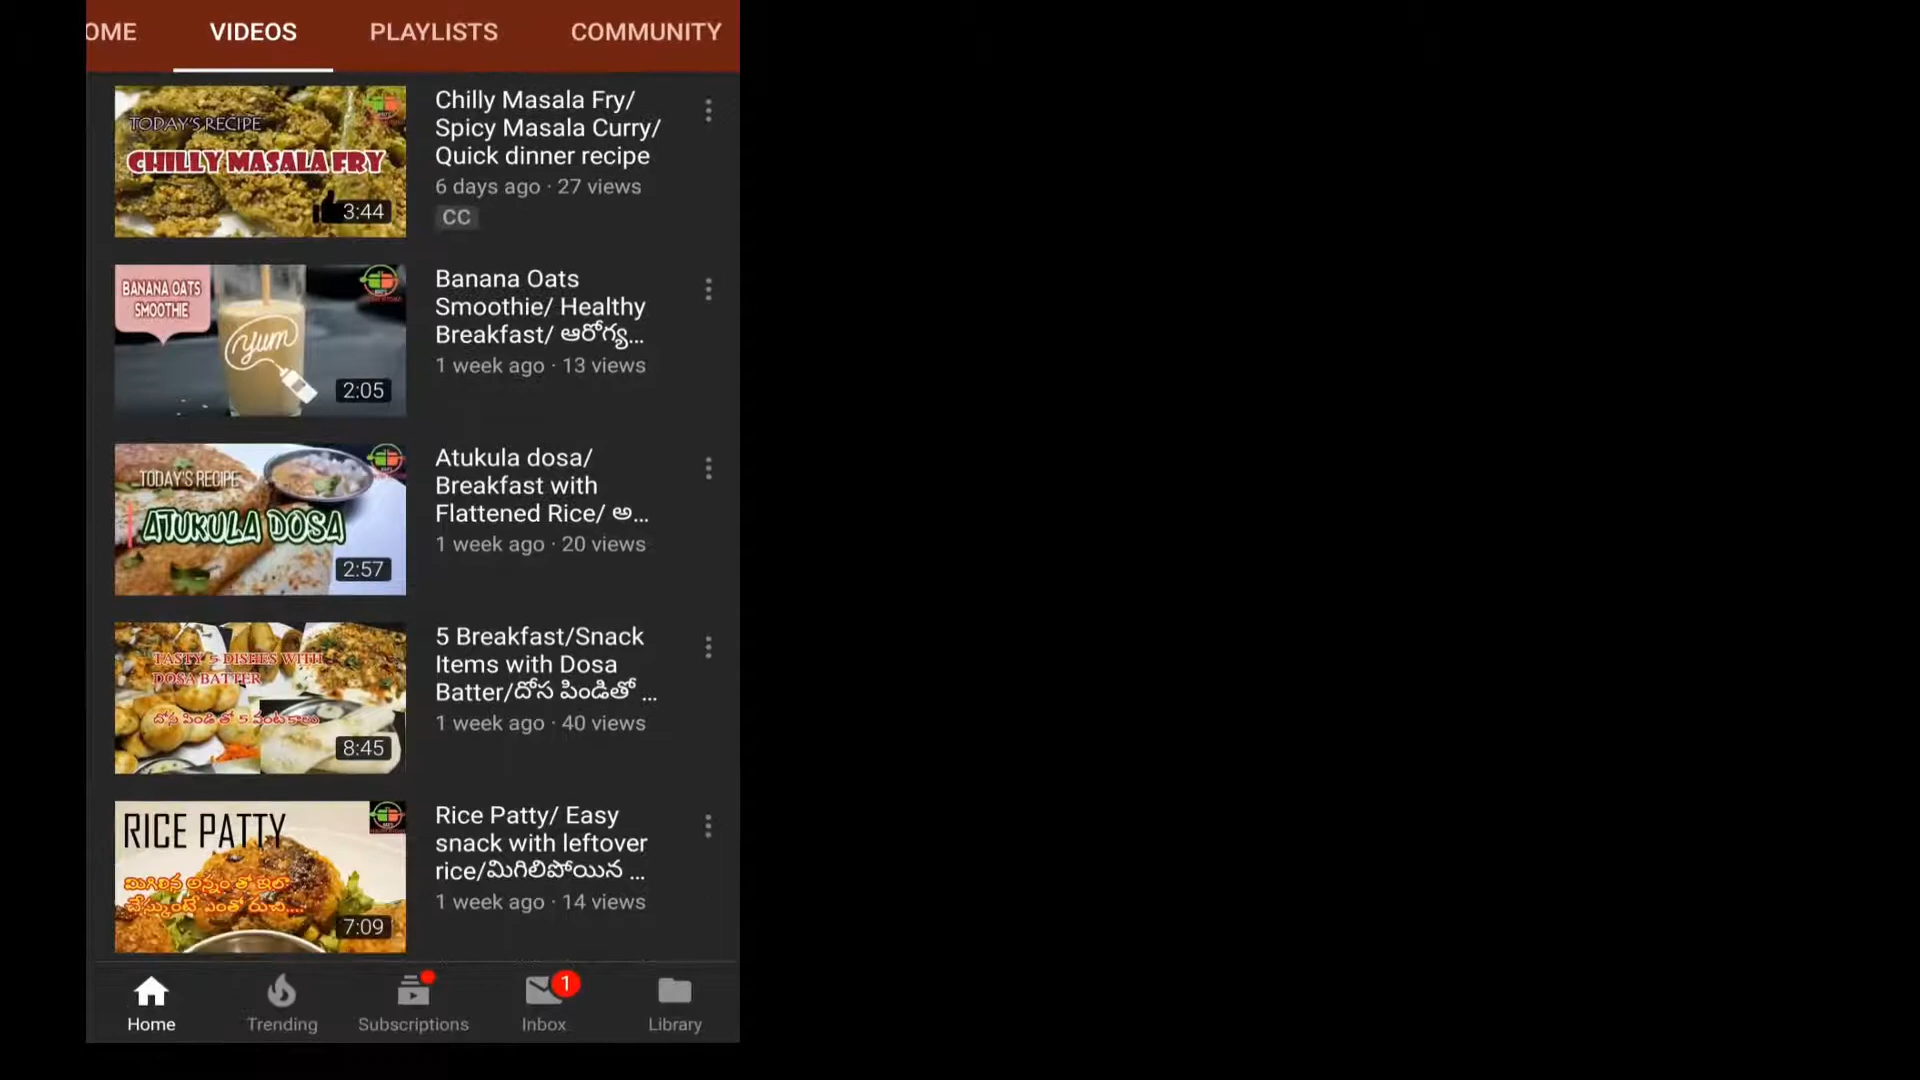 OME VIDEOS PLAYLISTS COMMUNITY
TODAY'S RECIPE
CHILLY MASALA FRY
3:44
Chilly Masala Fry/
Spicy Masala Curry/
Quick dinner recipe
6 days ago · 27 views
CC
BANANA OATS
SMOOTHIE
yum
2:05
Banana Oats
Smoothie/ Healthy
Breakfast/ ఆరోగ్య...
1 week ago · 13 views
TODAY'S RECIPE
ATUKULA DOSA
2:57
Atukula dosa/
Breakfast with
Flattened Rice/ అ...
1 week ago · 20 views
TASTY 5 DISHES WITH
DOSA BATTER
దోస పిండి తో 5 వంటకాలు
8:45
5 Breakfast/Snack
Items with Dosa
Batter/దోస పిండితో ...
1 week ago · 40 views
RICE PATTY
మిగిలిన అన్నం తో ఇలా
చేస్కుంటే ఎంతో రుచి....
7:09
Rice Patty/ Easy
snack with leftover
rice/మిగిలిపోయిన ...
1 week ago · 14 views
1
Home Trending Subscriptions Inbox Library